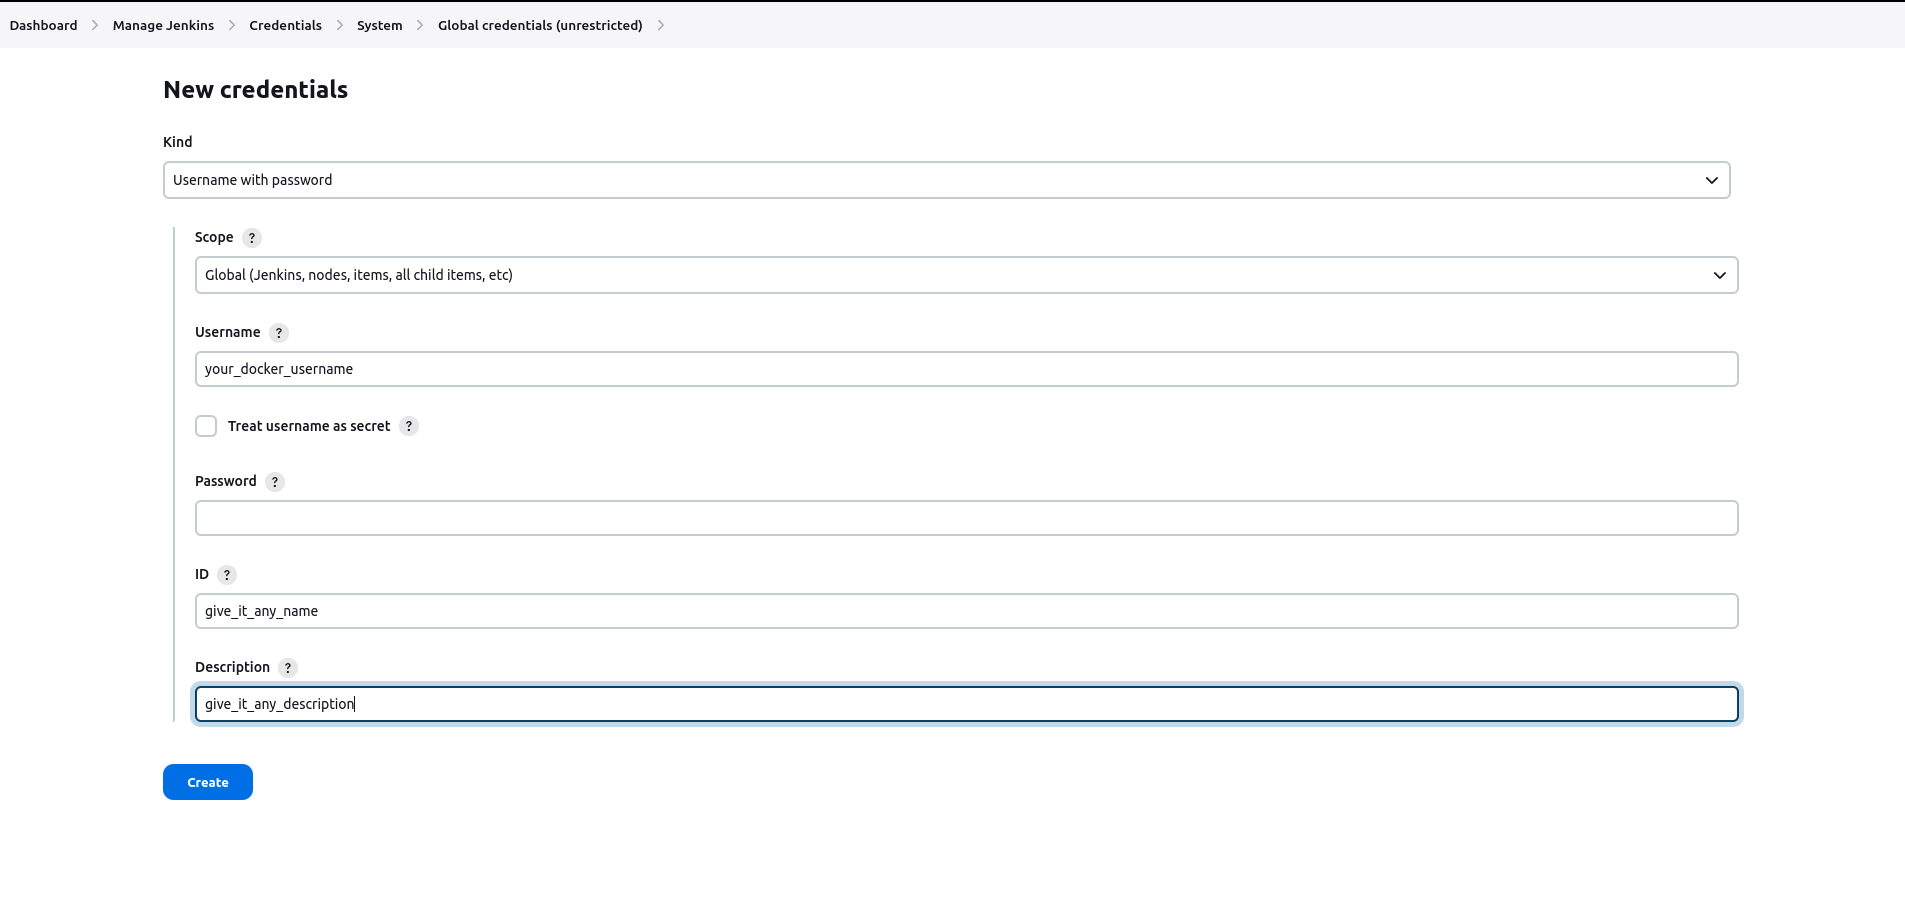 Dashboard > Manage Jenkins > Credentials > System > Global credentials (unrestricted) >
New credentials
Kind
Username with password
Scope ?
Global (Jenkins, nodes, items, all child items, etc)
Username ?
your_docker_username
Treat username as secret ?
Password ?
ID ?
give_it_any_name
Description ?
give_it_any_description
Create